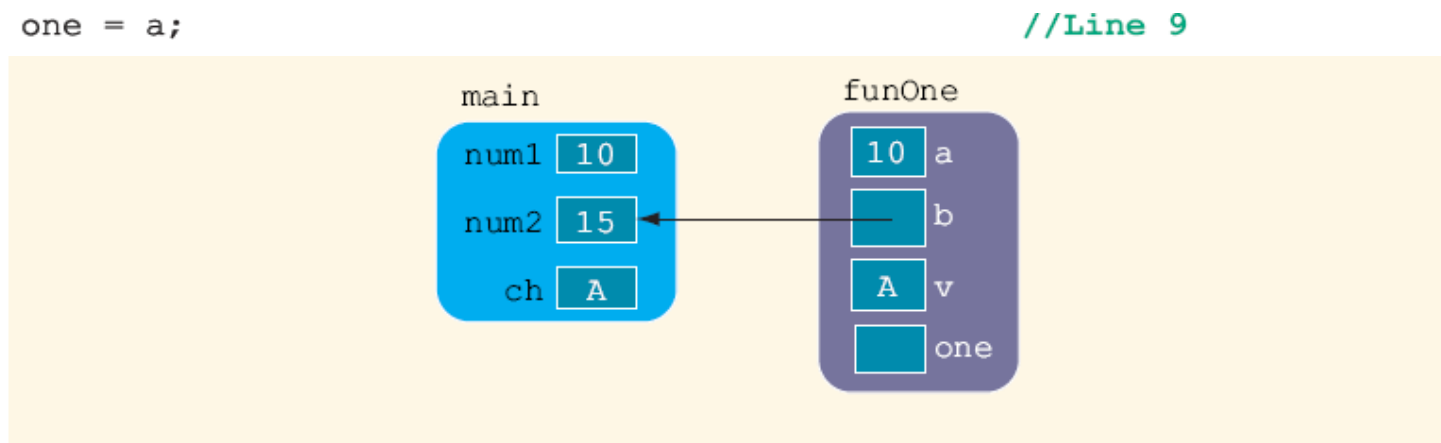 one = a; //Line 9
main funOne
num1 10 10 a
num2 15 b
ch A A v
one